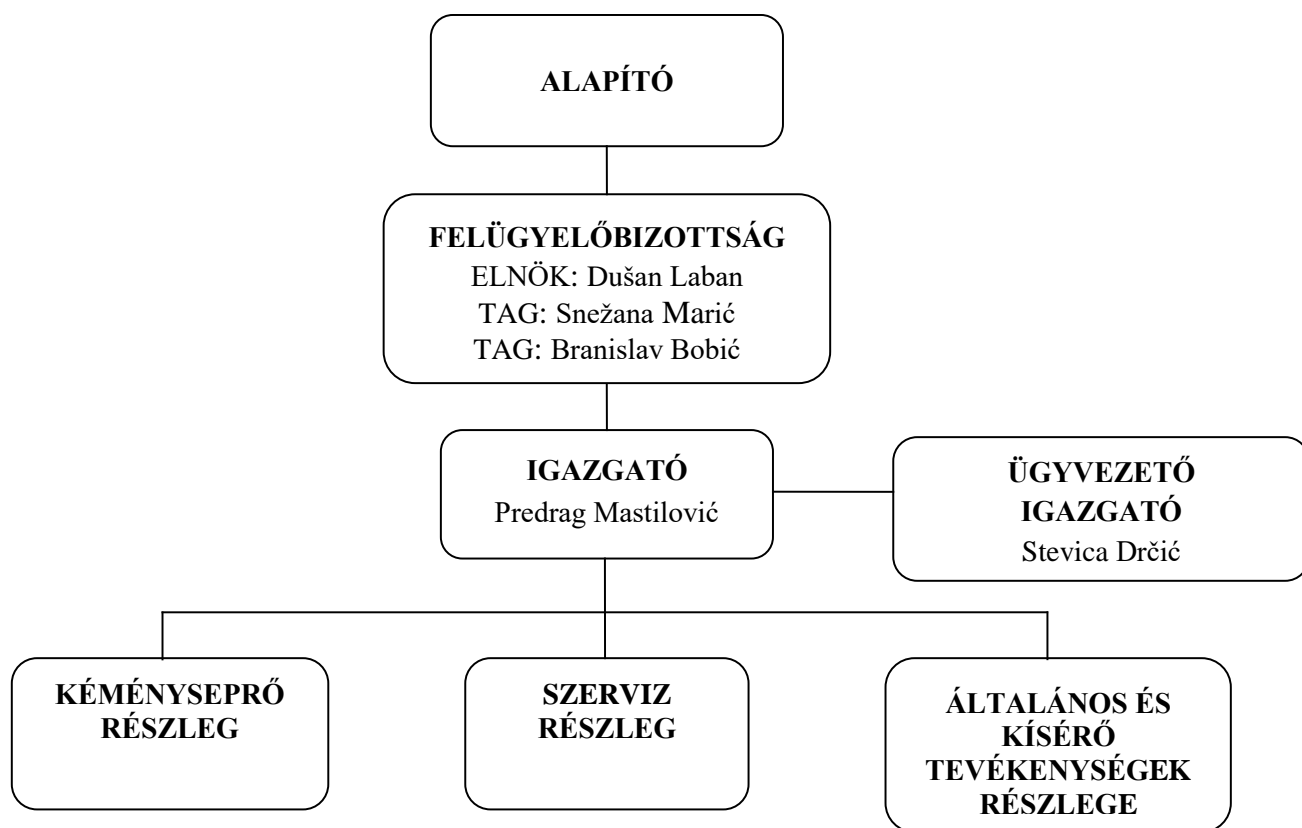 ALAPÍTÓ
FELÜGYELŐBIZOTTSÁG
ELNÖK: Dušan Laban
TAG: Snežana Marić
TAG: Branislav Bobić
IGAZGATÓ
Predrag Mastilović
ÜGYVEZETŐ
IGAZGATÓ
Stevica Drčić
KÉMÉNYSEPRŐ
RÉSZLEG
SZERVIZ
RÉSZLEG
ÁLTALÁNOS ÉS
KÍSÉRŐ
TEVÉKENYSÉGEK
RÉSZLEGE